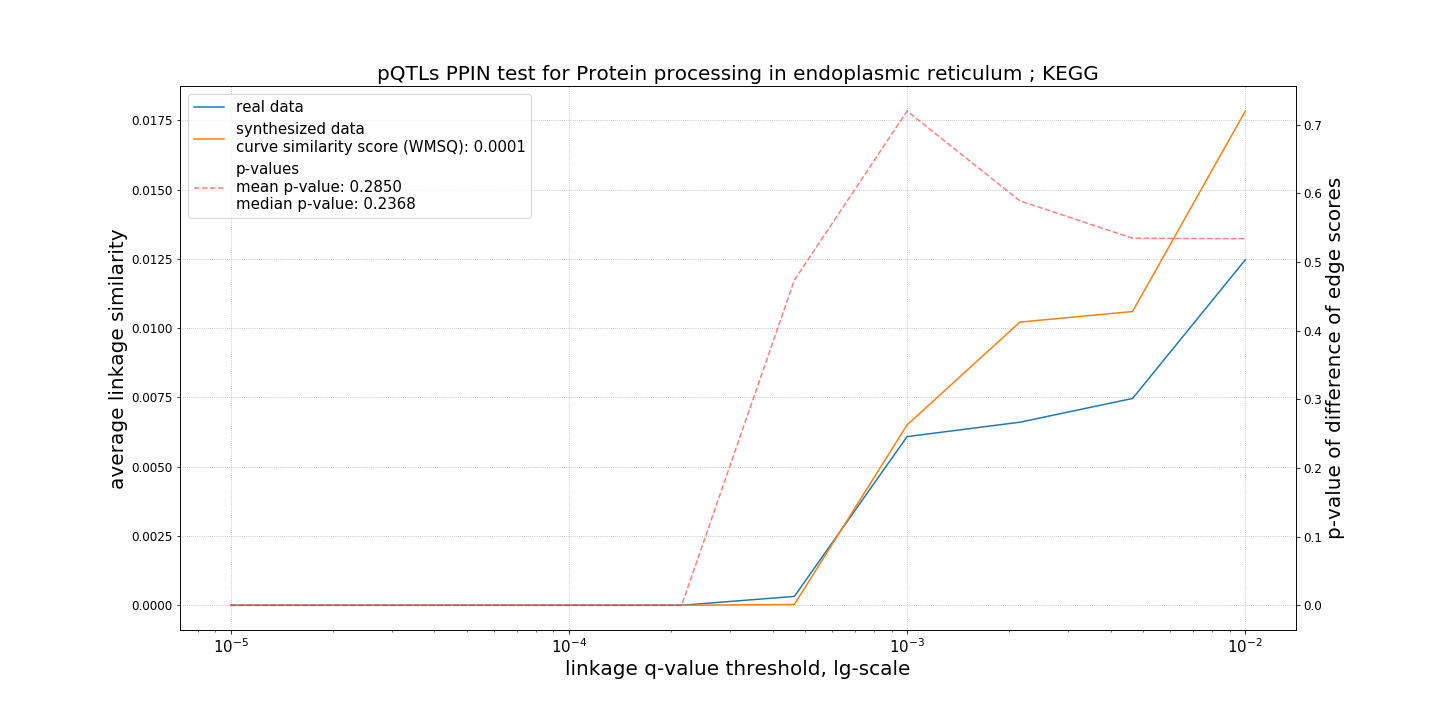 pQTLs PPIN test for Protein processing in endoplasmic reticulum ; KEGG
real data
synthesized data
curve similarity score (WMSQ): 0.0001
p-values
mean p-value: 0.2850
median p-value: 0.2368
average linkage similarity
0.0175
0.0150
0.0125
0.0100
0.0075
0.0050
0.0025
0.0000
0.7
0.6
0.5
0.4
0.3
0.2
0.1
0.0
p-value of difference of edge scores
10⁻⁵ 10⁻⁴ 10⁻³ 10⁻²
linkage q-value threshold, lg-scale